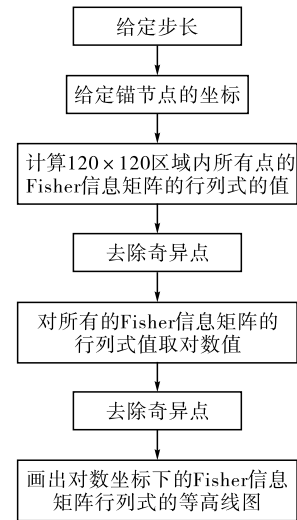 给定步长
给定锚节点的坐标
计算120×120区域内所有点的
Fisher信息矩阵的行列式的值
去除奇异点
对所有的Fisher信息矩阵的
行列式值取对数值
去除奇异点
画出对数坐标下的Fisher信息
矩阵行列式的等高线图